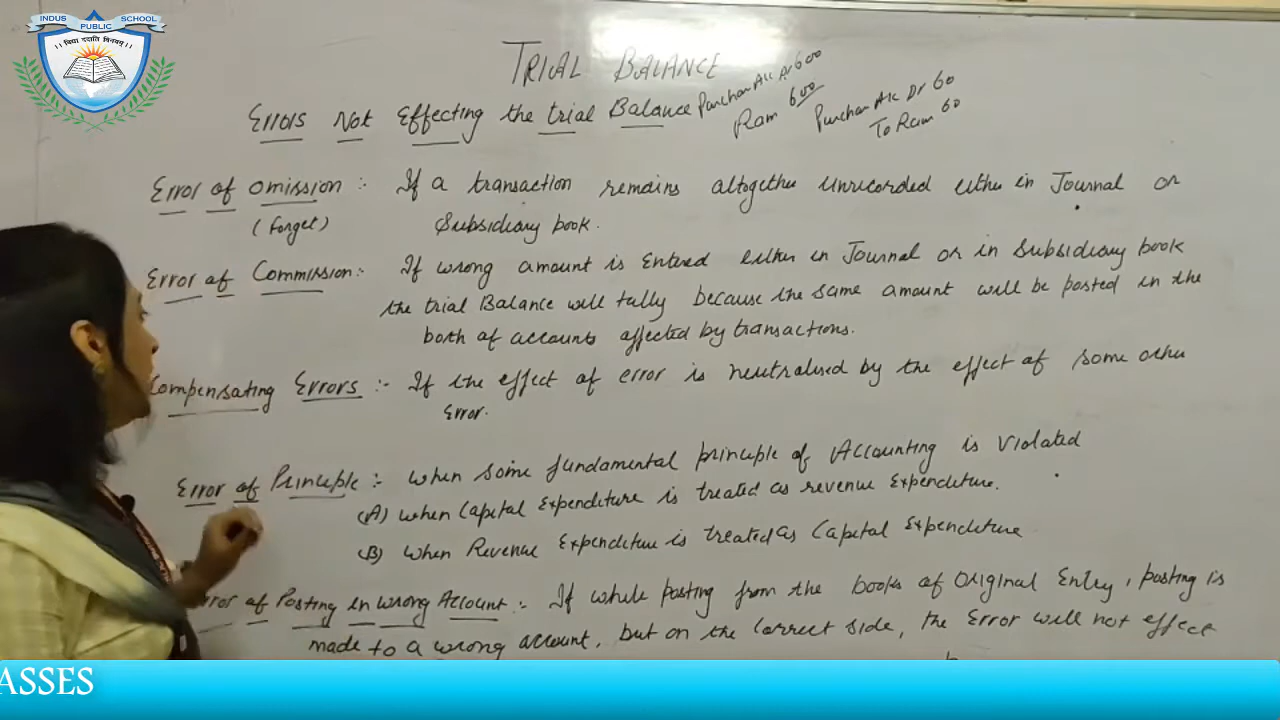 INDUS PUBLIC SCHOOL
।। विद्या ददाति विनयम् ।।
TRIAL BALANCE
Errors Not Effecting the trial Balance
Purchan A/c Dr 600
Ram 600
Purchan A/c Dr 60
To Ram 60
Error of omission :- If a transaction remains altogether unrecorded either in Journal or
(forget) Subsidiary book.
Error of Commission:- If wrong amount is Entered either in Journal or in Subsidiary book
the trial Balance will tally because the same amount will be posted in the
both of accounts affected by transactions.
Compensating Errors :- If the effect of error is neutralised by the effect of some other
Error.
Error of Principle :- when some fundamental principle of Accounting is violated
(A) when Capital Expenditure is treated as revenue Expenditure.
(B) when Revenue Expenditure is treated as Capital Expenditure
of Posting in wrong Account :- If while posting from the books of Original Entry, posting is
made to a wrong account, but on the correct side, the Error will not effect
ASSES